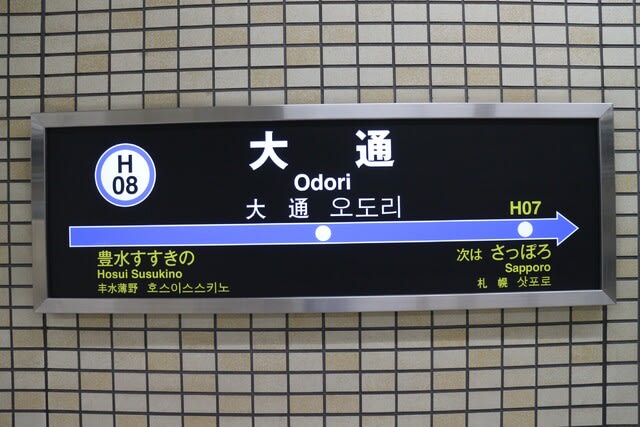 H
08
大 通
Odori
大 通 오도리
H07
豊水すすきの
Hosui Susukino
丰水薄野 호스이스스키노
次は さっぽろ
Sapporo
札 幌 삿포로